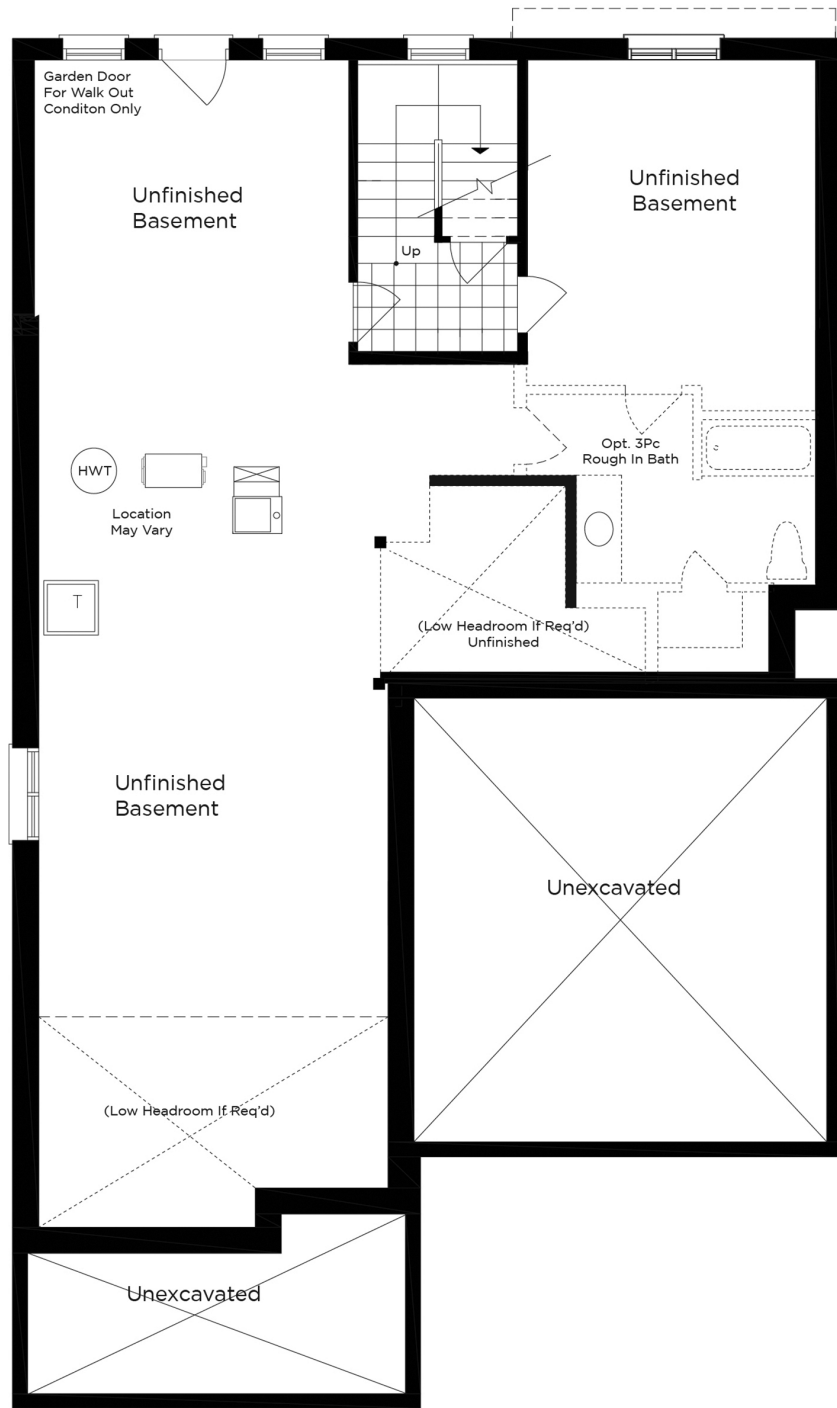 Garden Door
For Walk Out
Conditon Only
Unfinished
Basement
Up
Unfinished
Basement
HWT
Location
May Vary
Opt. 3Pc
Rough In Bath
T
(Low Headroom If Req'd)
Unfinished
Unfinished
Basement
Unexcavated
(Low Headroom If Req'd)
Unexcavated